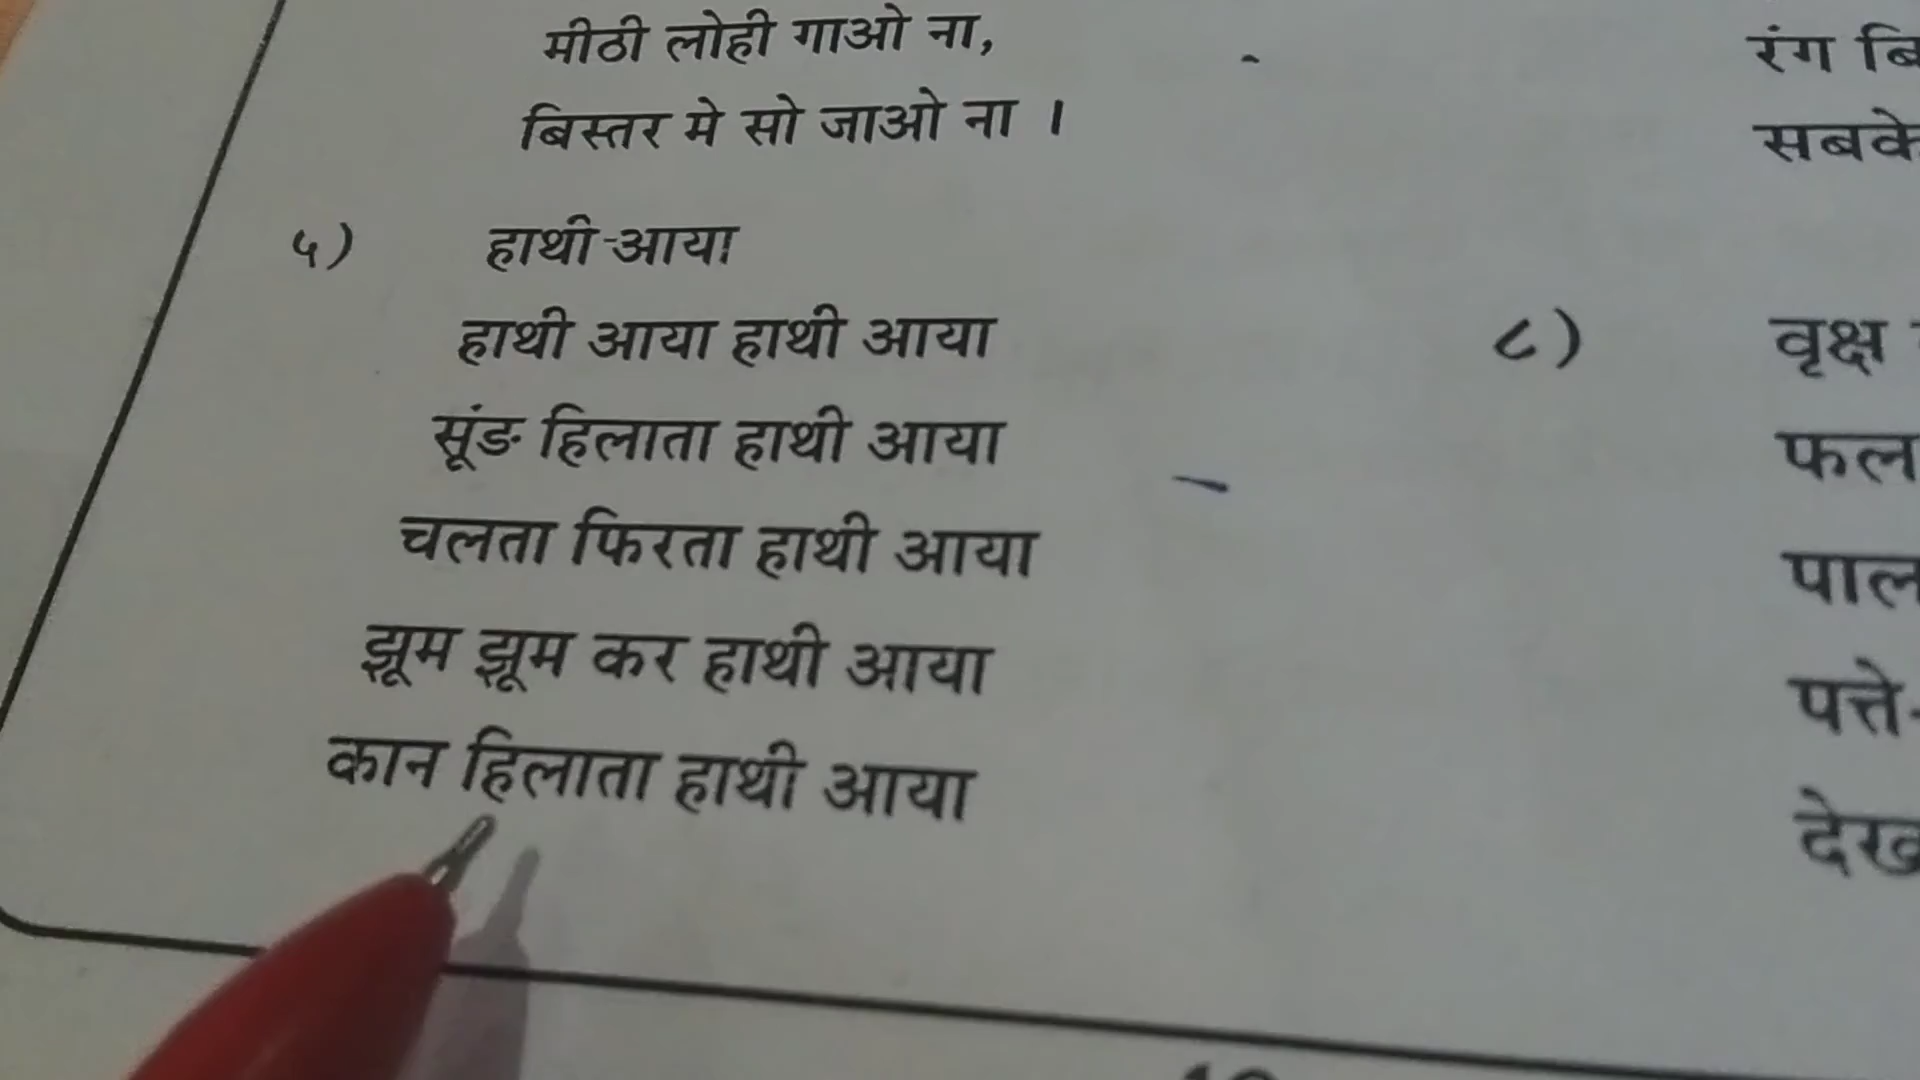 मीठी लोही गाओ ना,
बिस्तर मे सो जाओ ना ।
५) हाथी-आया
हाथी आया हाथी आया
सूंड हिलाता हाथी आया
चलता फिरता हाथी आया
झूम झूम कर हाथी आया
कान हिलाता हाथी आया
रंग
सबके
८) वृक्ष
फल
पत्ते-